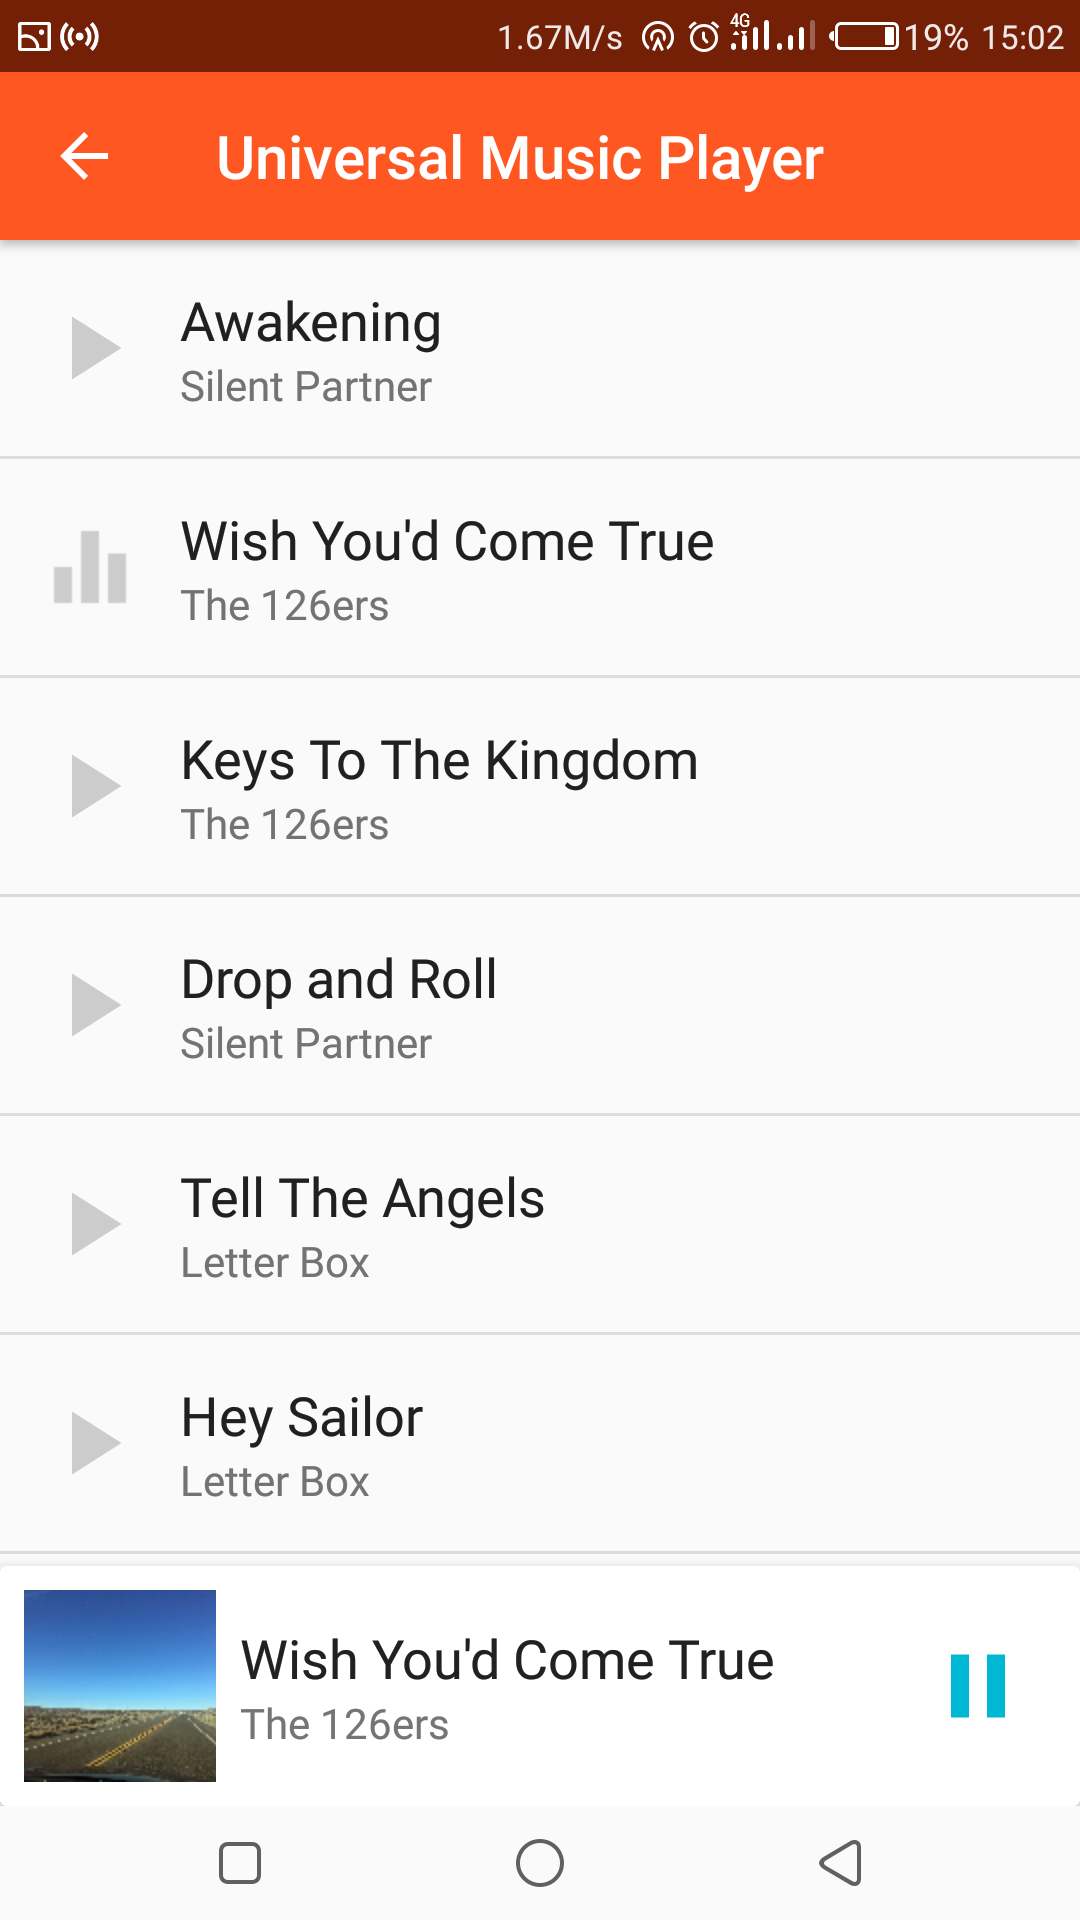 1.67M/s 4G 19% 15:02
Universal Music Player
Awakening
Silent Partner
Wish You'd Come True
The 126ers
Keys To The Kingdom
The 126ers
Drop and Roll
Silent Partner
Tell The Angels
Letter Box
Hey Sailor
Letter Box
Wish You'd Come True
The 126ers